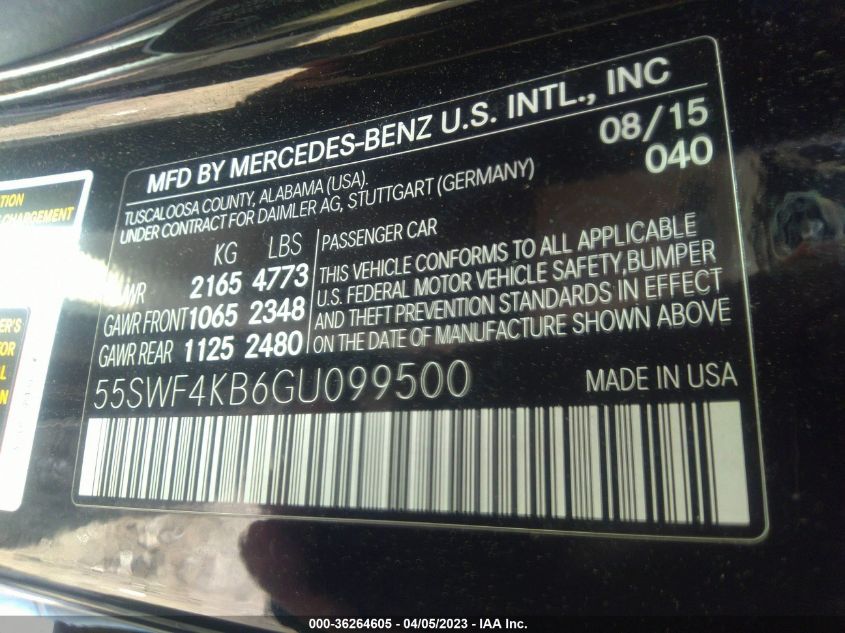 MFD BY MERCEDES-BENZ U.S. INTL., INC
TUSCALOOSA COUNTY, ALABAMA (USA).
UNDER CONTRACT FOR DAIMLER AG, STUTTGART (GERMANY)
08/15
040
KG LBS
2165 4773
GAWR FRONT 1065 2348
GAWR REAR 1125 2480
PASSENGER CAR
THIS VEHICLE CONFORMS TO ALL APPLICABLE
U.S. FEDERAL MOTOR VEHICLE SAFETY, BUMPER
AND THEFT PREVENTION STANDARDS IN EFFECT
ON THE DATE OF MANUFACTURE SHOWN ABOVE
55SWF4KB6GU099500
MADE IN USA
CHARGEMENT
000-36264605 - 04/05/2023 - IAA Inc.